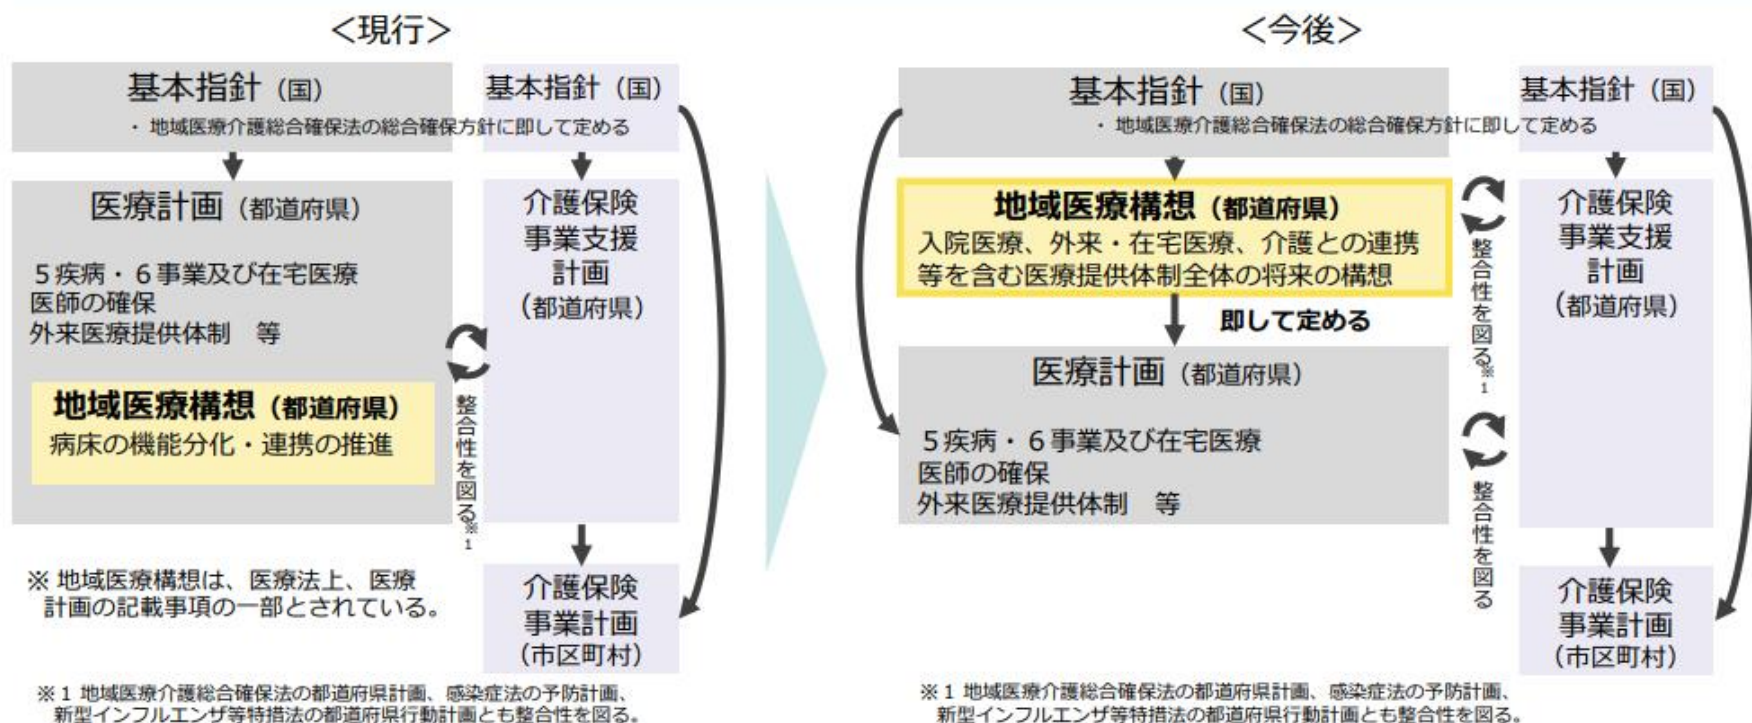 ＜現行＞
基本指針（国）
基本指針（国）
・ 地域医療介護総合確保法の総合確保方針に即して定める
医療計画（都道府県）
５疾病・６事業及び在宅医療
医師の確保
外来医療提供体制　等
地域医療構想（都道府県）
病床の機能分化・連携の推進
整合性を図る※1
介護保険
事業支援
計画
（都道府県）
介護保険
事業計画
（市区町村）
※ 地域医療構想は、医療法上、医療
計画の記載事項の一部とされている。
※１ 地域医療介護総合確保法の都道府県計画、感染症法の予防計画、
新型インフルエンザ等特措法の都道府県行動計画とも整合性を図る。
＜今後＞
基本指針（国）
基本指針（国）
・ 地域医療介護総合確保法の総合確保方針に即して定める
地域医療構想（都道府県）
入院医療、外来・在宅医療、介護との連携
等を含む医療提供体制全体の将来の構想
即して定める
医療計画（都道府県）
５疾病・６事業及び在宅医療
医師の確保
外来医療提供体制　等
整合性を図る※1
整合性を図る
介護保険
事業支援
計画
（都道府県）
介護保険
事業計画
（市区町村）
※１ 地域医療介護総合確保法の都道府県計画、感染症法の予防計画、
新型インフルエンザ等特措法の都道府県行動計画とも整合性を図る。